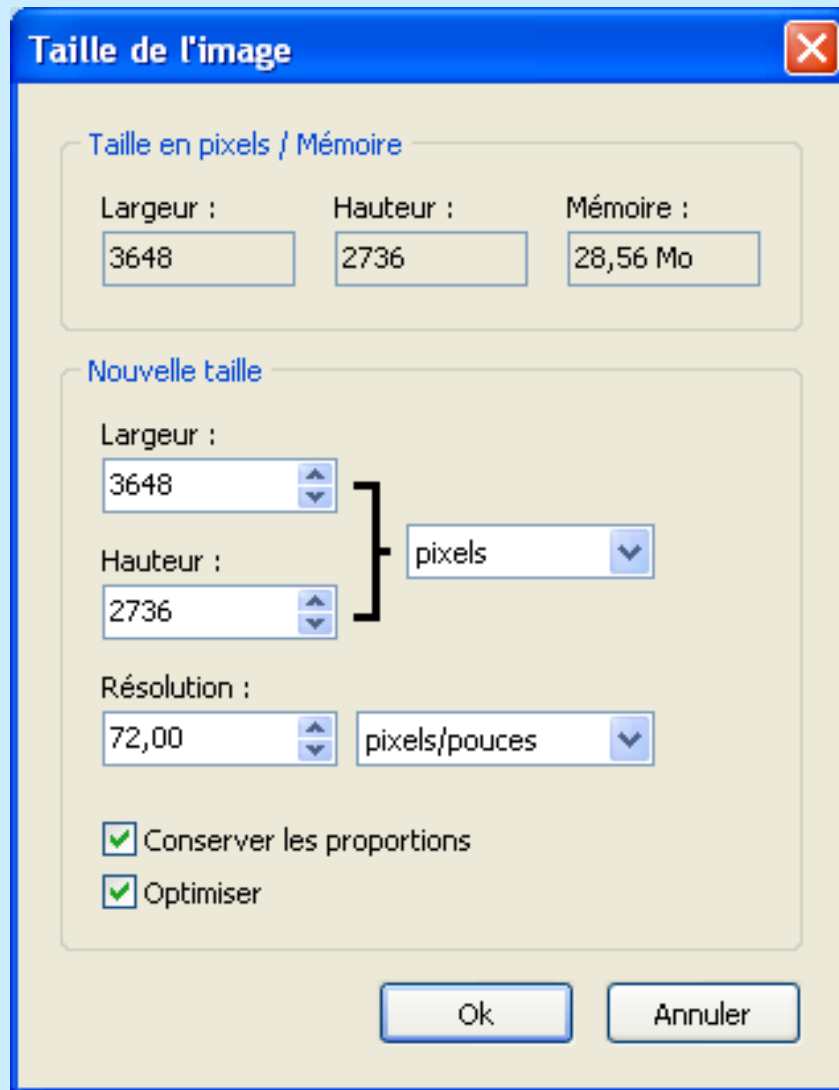 Taille de l'image
Taille en pixels / Mémoire
Largeur : Hauteur : Mémoire :
3648 2736 28,56 Mo
Nouvelle taille
Largeur :
3648
pixels
Hauteur :
2736
Résolution :
72,00 pixels/pouces
Conserver les proportions
Optimiser
Ok Annuler